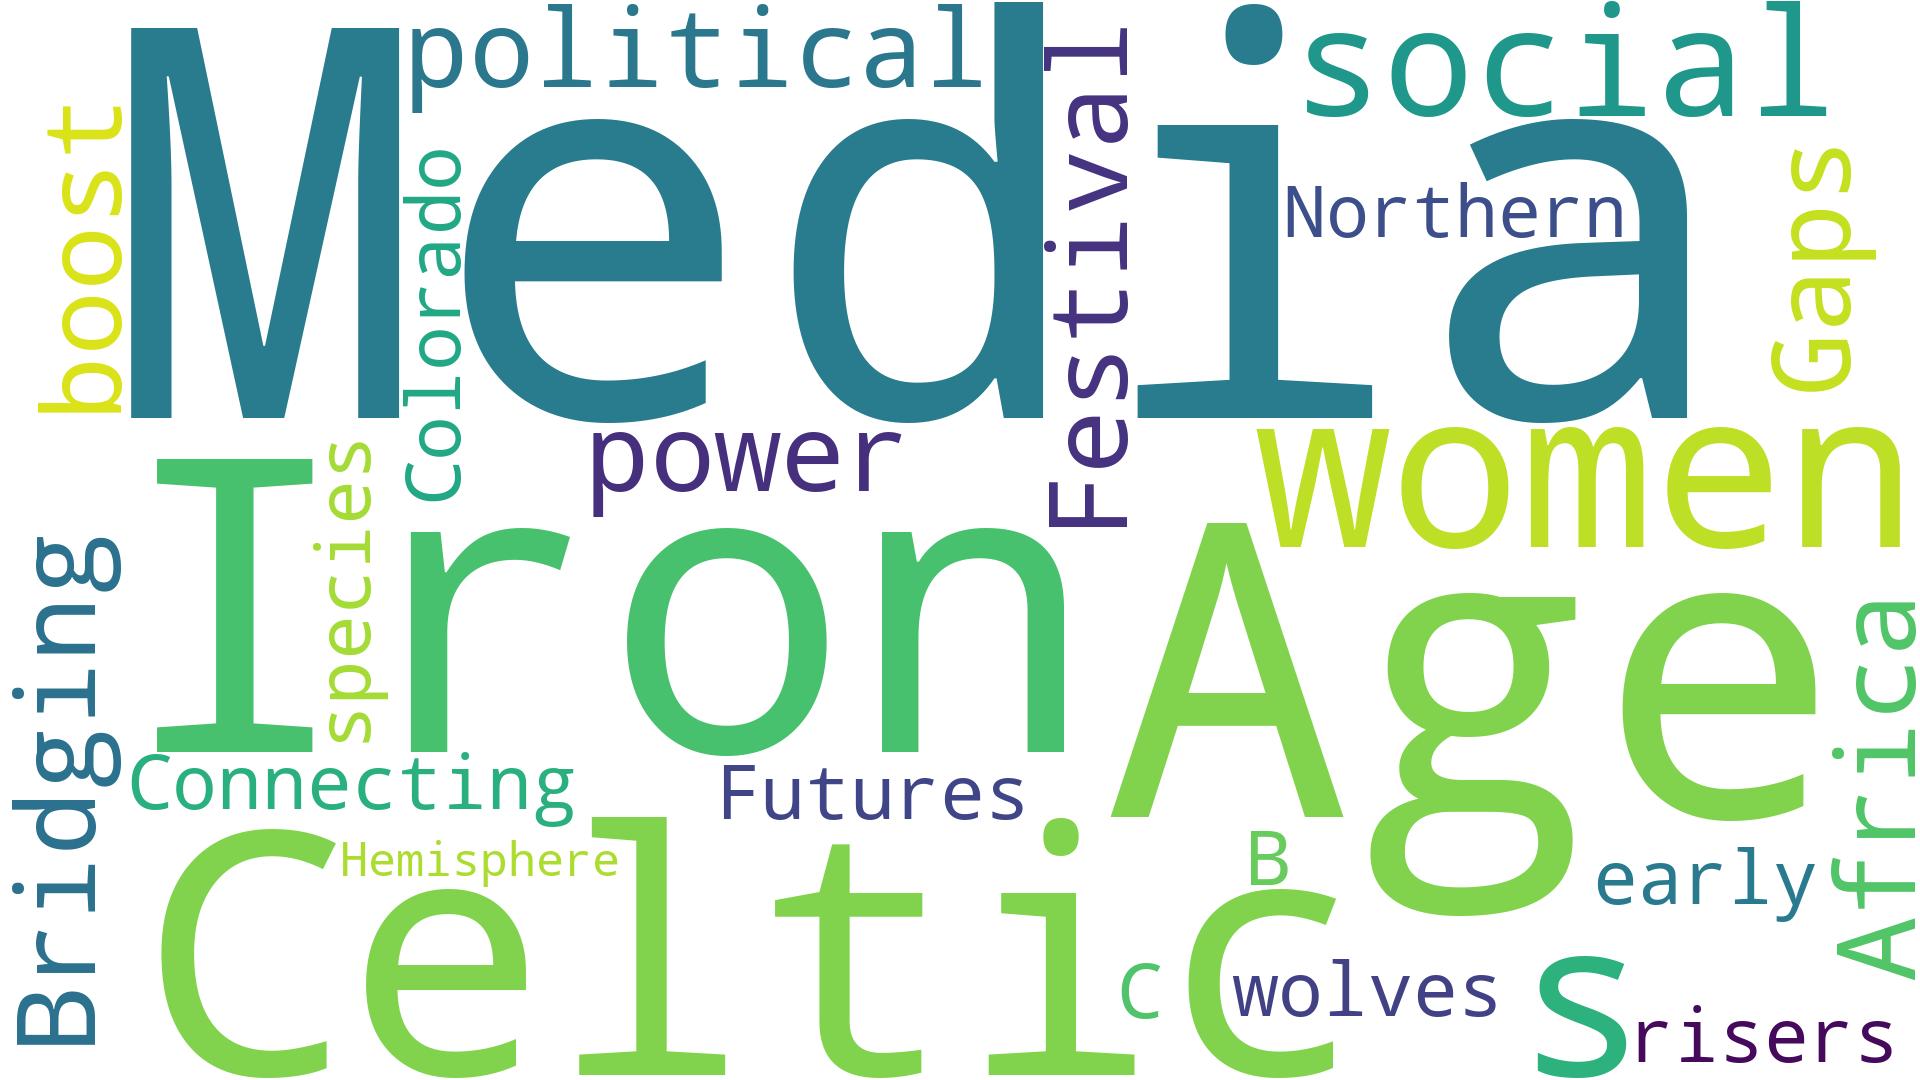 political
social
Media
boost
Colorado
Festival
Northern
Gaps
power
women
species
Iron
Age
Bridging
Africa
Connecting
Futures
Hemisphere
Celtic
B
early
C
wolves
s
risers